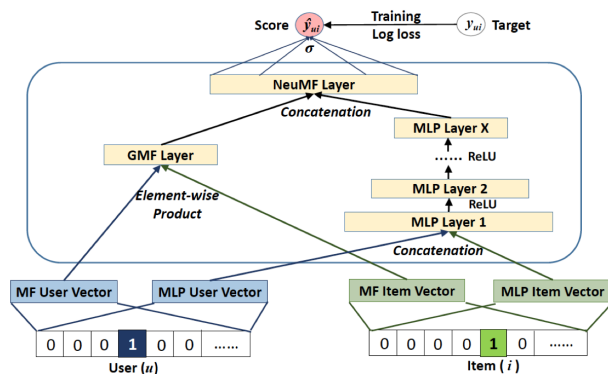 Score ŷui Training yui Target
Log loss
σ
NeuMF Layer
Concatenation
MLP Layer X
GMF Layer
...... ReLU
Element-wise
Product
MLP Layer 2
ReLU
MLP Layer 1
Concatenation
MF User Vector MLP User Vector MF Item Vector MLP Item Vector
0 0 0 1 0 0 ...... 0 0 0 0 1 0 ......
User (u) Item ( i )